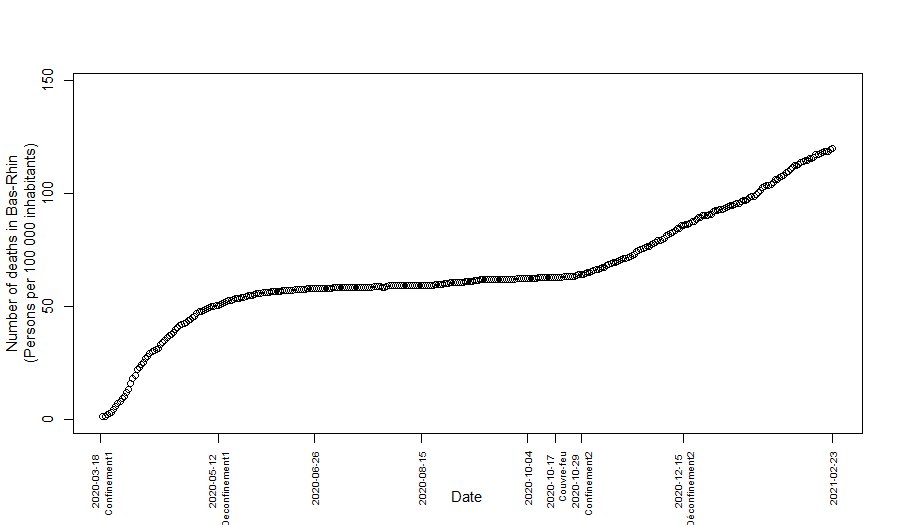 Number of deaths in Bas-Rhin
(Persons per 100 000 inhabitants)
150
100
50
0
2020-03-18
Confinement1
2020-05-12
Deconfinement1
2020-06-26
2020-08-15
2020-10-04
2020-10-17
Couvre-feu
2020-10-29
Confinement2
2020-12-15
Déconfinement2
2021-02-23
Date